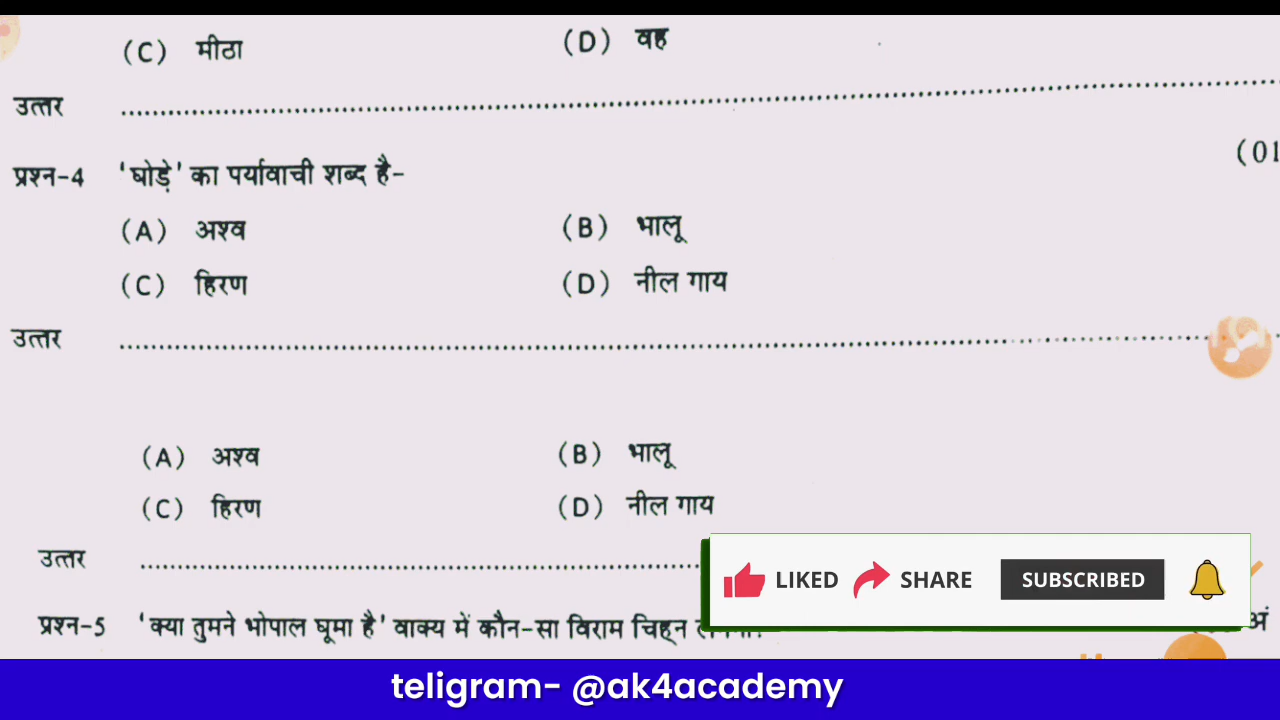 (C) मीठा (D) वह
उत्तर ........................................................
(01
प्रश्न-4 'घोड़े' का पर्यावाची शब्द है-
(A) अश्व (B) भालू
(C) हिरण (D) नील गाय
उत्तर ........................................................
(A) अश्व (B) भालू
(C) हिरण (D) नील गाय
उत्तर ........................................................
LIKED SHARE SUBSCRIBED
प्रश्न-5 'क्या तुमने भोपाल घूमा है' वाक्य में कौन-सा विराम चिह्न
teligram- @ak4academy